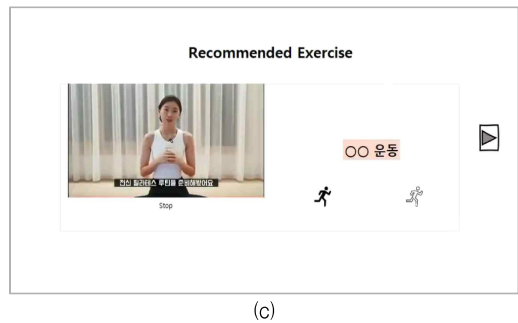 Recommended Exercise
전신 필라테스 루틴을 준비해봤어요
Stop
○○ 운동
(c)